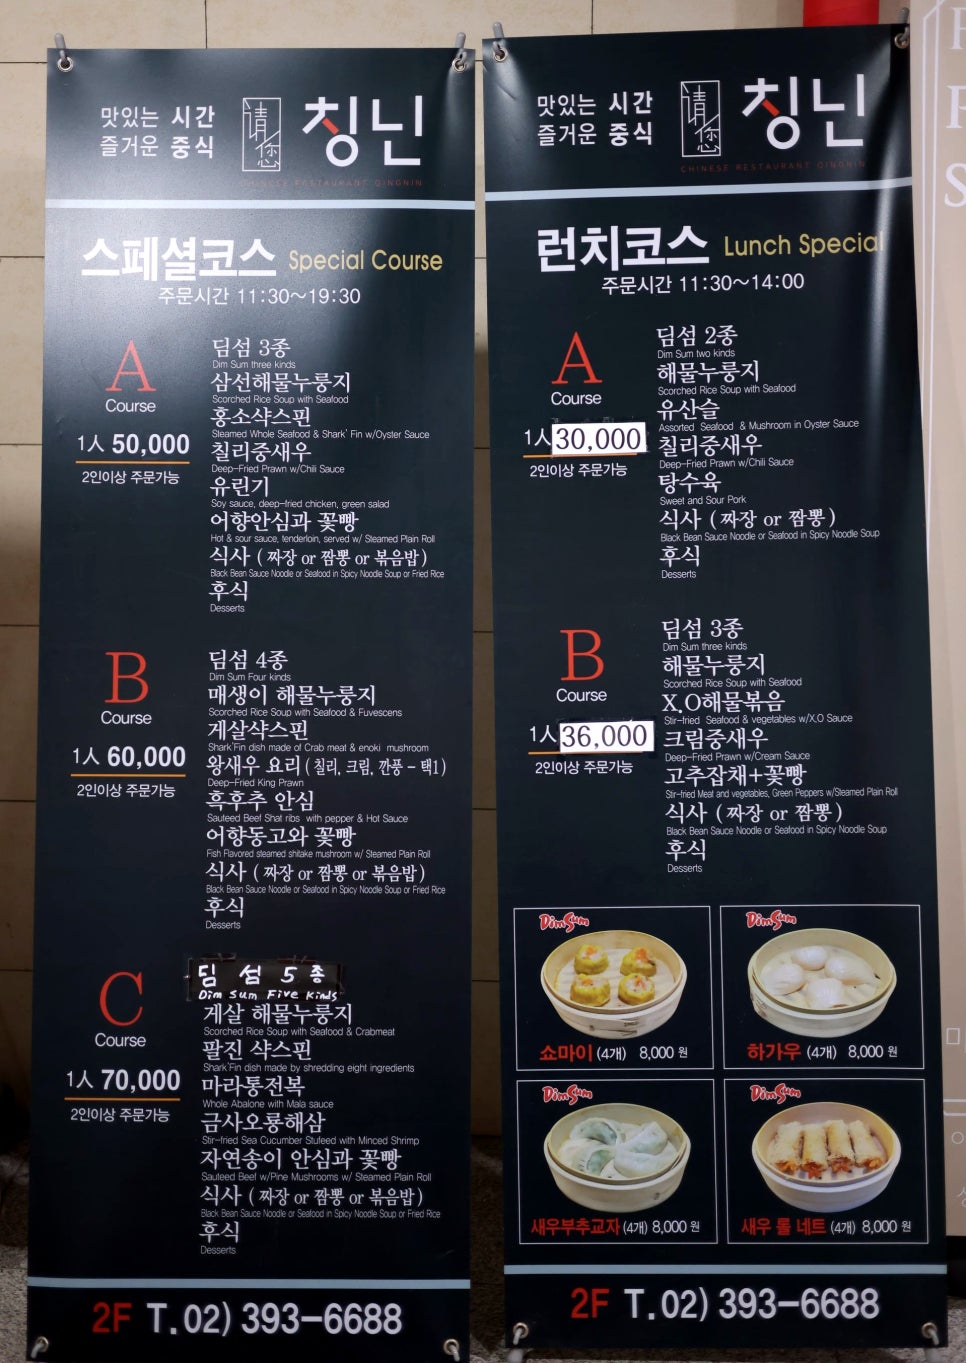 맛있는 시간
즐거운 중식
请您
칭닌
CHINESE RESTAURANT QINGNIN
스페셜코스 Special Course
주문시간 11:30~19:30
A
Course
1人 50,000
2인이상 주문가능
딤섬 3종
Dim Sum three kinds
삼선해물누룽지
Scorched Rice Soup with Seafood
홍소샥스핀
Steamed Whole Seafood & Shark' Fin w/Oyster Sauce
칠리중새우
Deep-Fried Prawn w/Chili Sauce
유린기
Soy sauce, deep-fried chicken, green salad
어향안심과 꽃빵
Hot & sour sauce, tenderloin, served w/ Steamed Plain Roll
식사 ( 짜장 or 짬뽕 or 볶음밥 )
Black Bean Sauce Noodle or Seafood in Spicy Noodle Soup or Fried Rice
후식
Desserts
B
Course
1人 60,000
2인이상 주문가능
딤섬 4종
Dim Sum Four kinds
매생이 해물누룽지
Scorched Rice Soup with Seafood & Fuvescens
게살샥스핀
Shark'Fin dish made of Crab meat & enoki mushroom
왕새우 요리 ( 칠리, 크림, 깐풍 - 택1 )
Deep-Fried King Prawn
흑후추 안심
Sauteed Beef Shat ribs with pepper & Hot Sauce
어향동고와 꽃빵
Fish Flavored steamed shitake mushroom w/ Steamed Plain Roll
식사 ( 짜장 or 짬뽕 or 볶음밥 )
Black Bean Sauce Noodle or Seafood in Spicy Noodle Soup or Fried Rice
후식
Desserts
C
Course
1人 70,000
2인이상 주문가능
딤섬 5종
Dim Sum Five Kinds
게살 해물누룽지
Scorched Rice Soup with Seafood & Crabmeat
팔진 샥스핀
Shark'Fin dish made by shredding eight ingredients
마라통전복
Whole Abalone with Mala sauce
금사오룡해삼
Stir-fried Sea Cucumber Stufeed with Minced Shrimp
자연송이 안심과 꽃빵
Sauteed Beef w/Pine Mushrooms w/ Steamed Plain Roll
식사 ( 짜장 or 짬뽕 or 볶음밥 )
Black Bean Sauce Noodle or Seafood in Spicy Noodle Soup or Fried Rice
후식
Desserts
2F T. 02) 393-6688
맛있는 시간
즐거운 중식
请您
칭닌
CHINESE RESTAURANT QINGNIN
런치코스 Lunch Special
주문시간 11:30~14:00
A
Course
1人 30,000
2인이상 주문가능
딤섬 2종
Dim Sum two kinds
해물누룽지
Scorched Rice Soup with Seafood
유산슬
Assorted Seafood & Mushroom in Oyster Sauce
칠리중새우
Deep-Fried Prawn w/Chili Sauce
탕수육
Sweet and Sour Pork
식사 ( 짜장 or 짬뽕 )
Black Bean Sauce Noodle or Seafood in Spicy Noodle Soup
후식
Desserts
B
Course
1人 36,000
2인이상 주문가능
딤섬 3종
Dim Sum three kinds
해물누룽지
Scorched Rice Soup with Seafood
X.O해물볶음
Stir-fried Seafood & vegetables w/X.O Sauce
크림중새우
Deep-Fried Prawn w/Cream Sauce
고추잡채+꽃빵
Stir-fried Meat and vegetables, Green Peppers w/Steamed Plain Roll
식사 ( 짜장 or 짬뽕 )
Black Bean Sauce Noodle or Seafood in Spicy Noodle Soup
후식
Desserts
Dim Sum
쇼마이 (4개) 8,000 원
Dim Sum
하가우 (4개) 8,000 원
Dim Sum
새우부추교자 (4개) 8,000 원
Dim Sum
새우 롤 네트 (4개) 8,000 원
2F T. 02) 393-6688